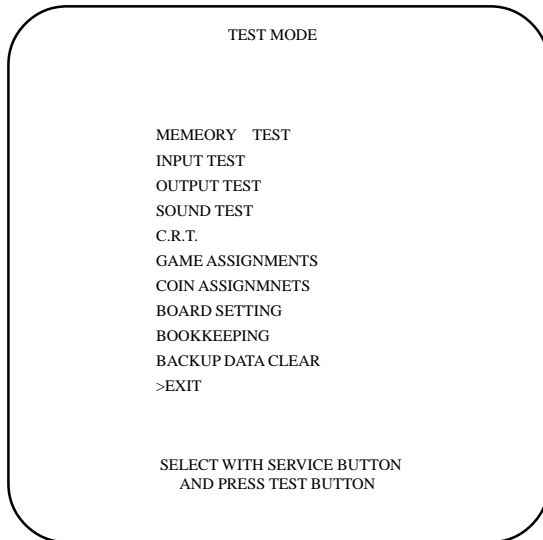 TEST MODE
MEMEORY TEST
INPUT TEST
OUTPUT TEST
SOUND TEST
C.R.T.
GAME ASSIGNMENTS
COIN ASSIGNMNETS
BOARD SETTING
BOOKKEEPING
BACKUP DATA CLEAR
>EXIT
SELECT WITH SERVICE BUTTON
AND PRESS TEST BUTTON